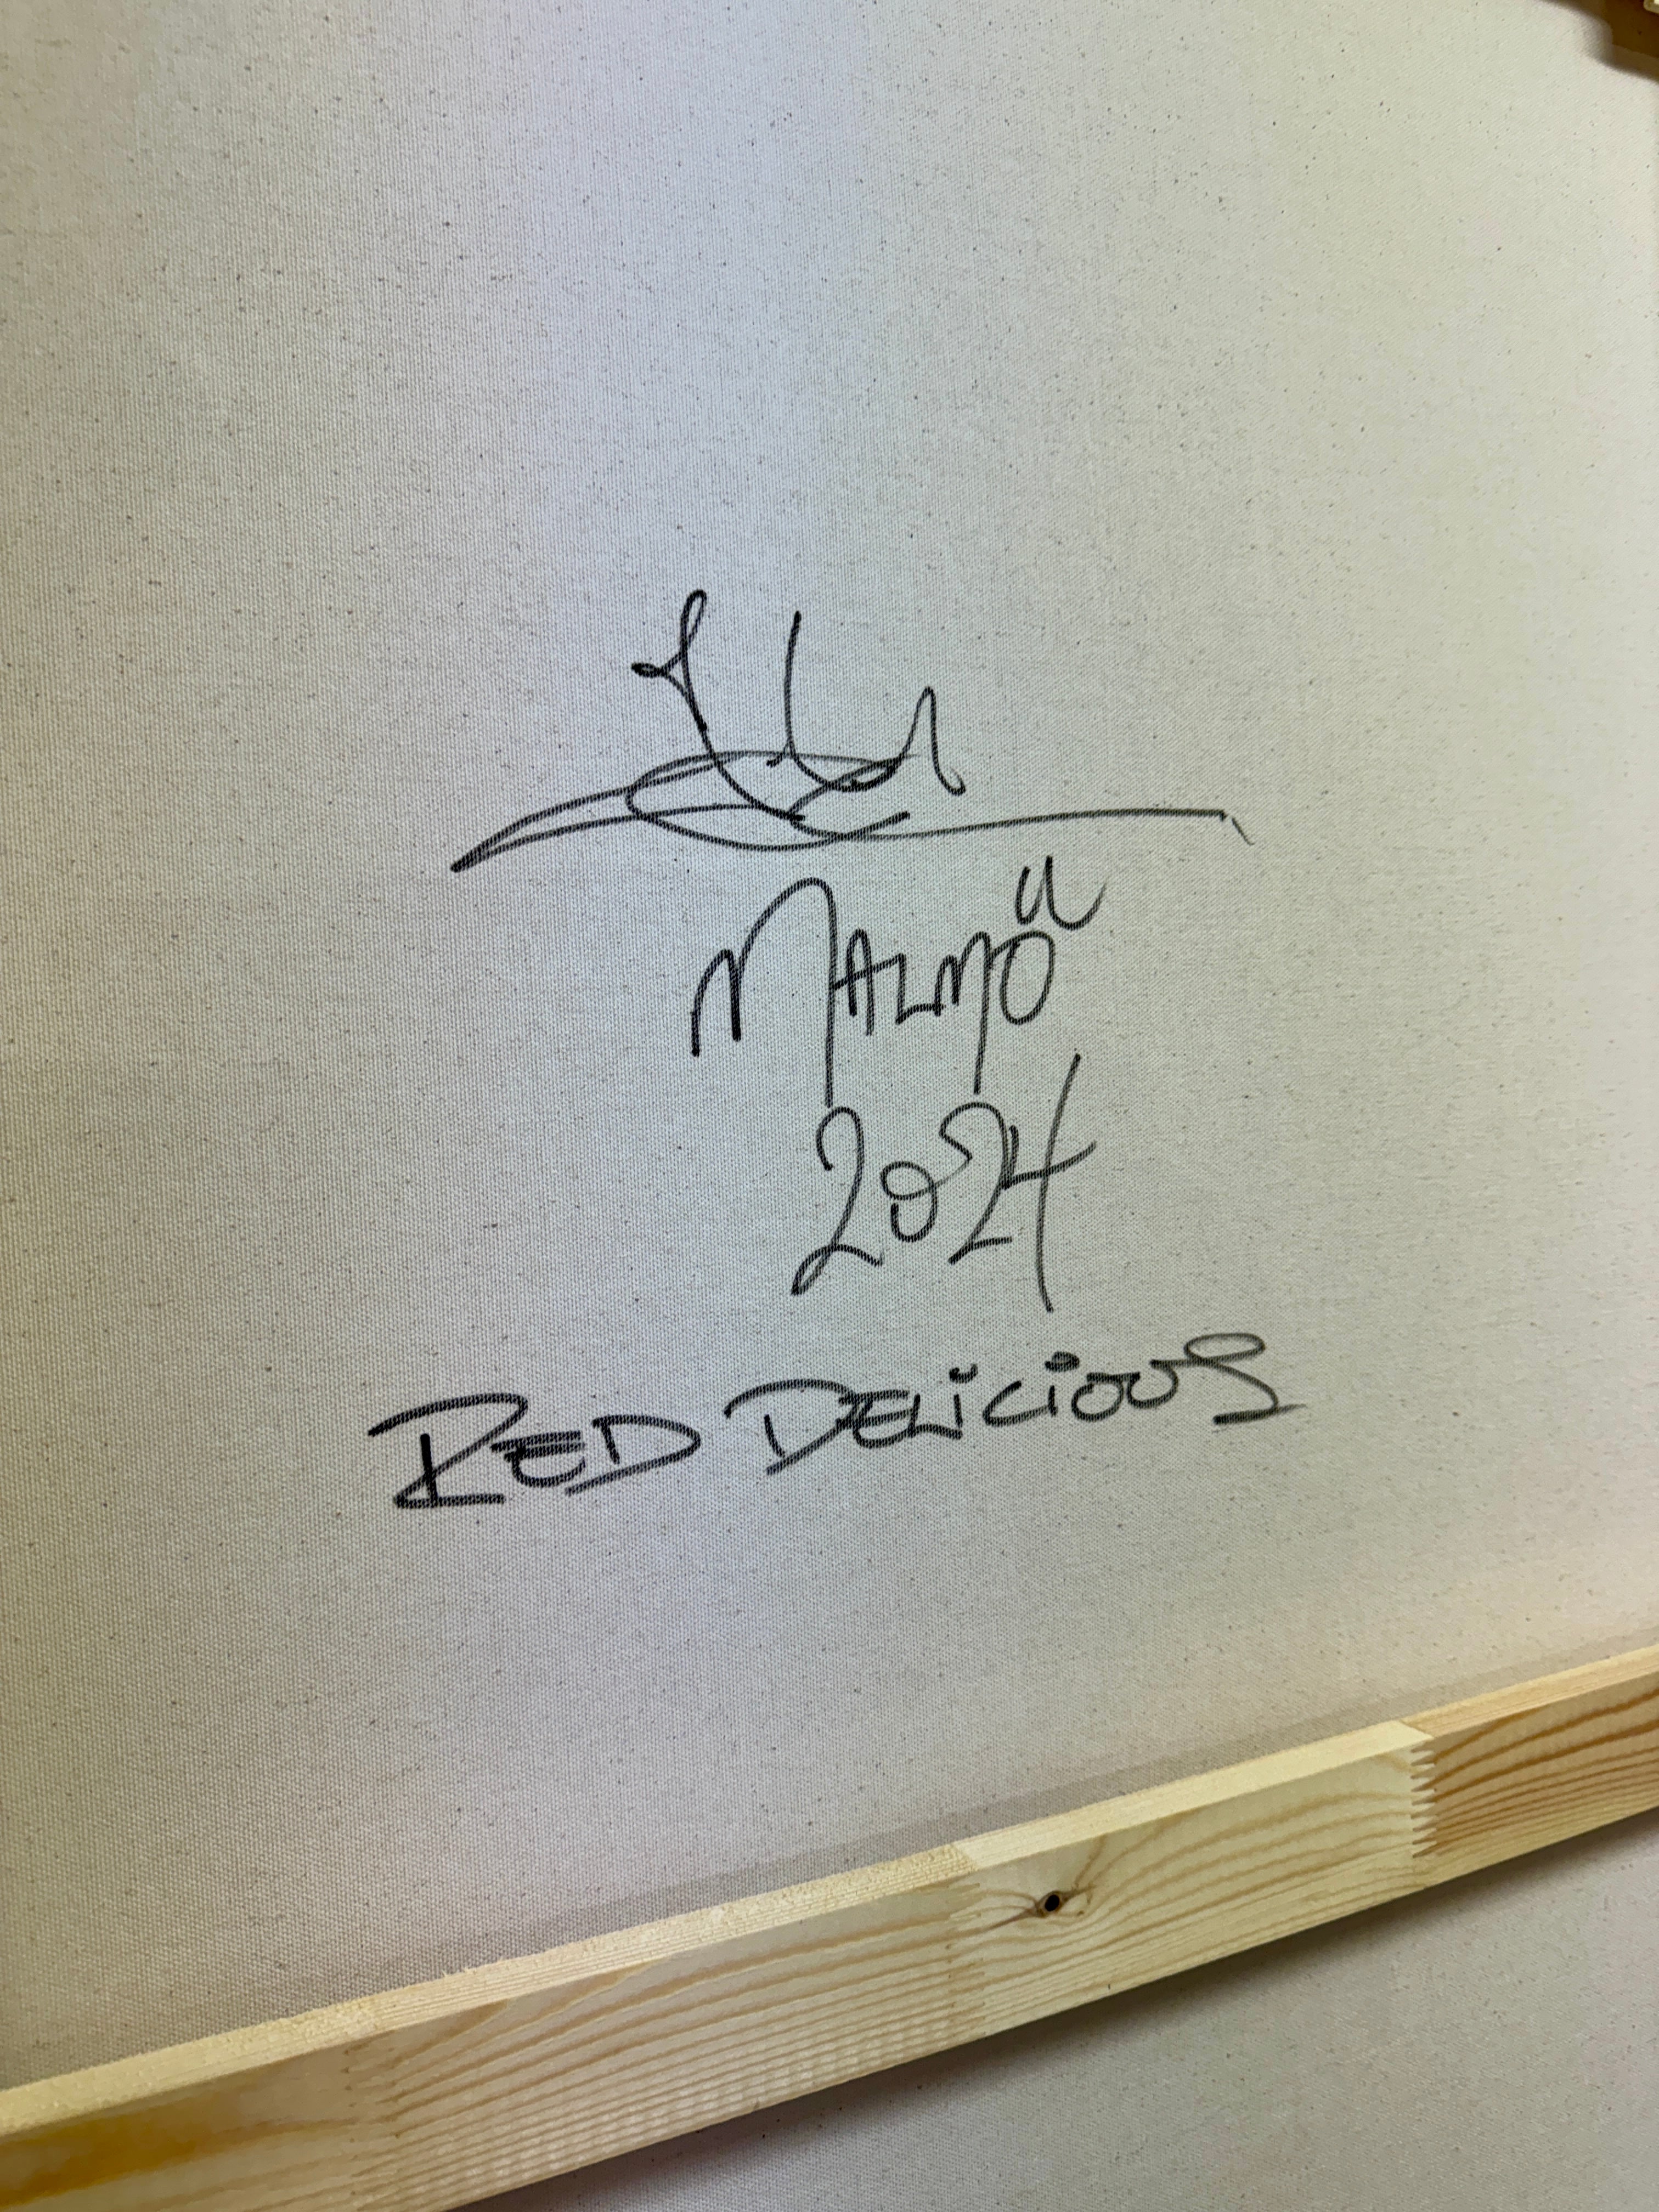 Malmö
2024
RED DELiCiOUS